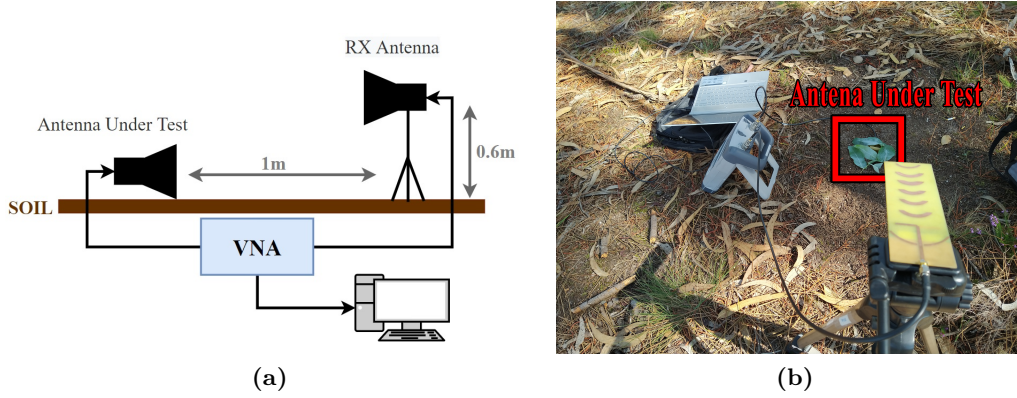 RX Antenna
Antenna Under Test
1m
0.6m
SOIL
VNA
(a)
Antena Under Test
(b)